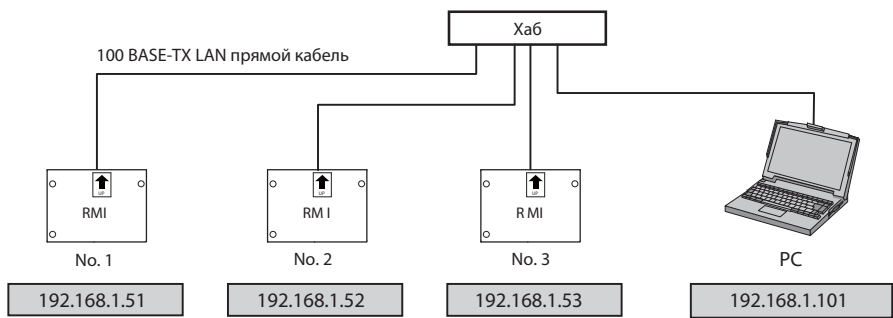 Хаб
100 BASE-TX LAN прямой кабель
UP
UP
UP
RMI
RM I
R MI
No. 1
No. 2
No. 3
PC
192.168.1.51
192.168.1.52
192.168.1.53
192.168.1.101